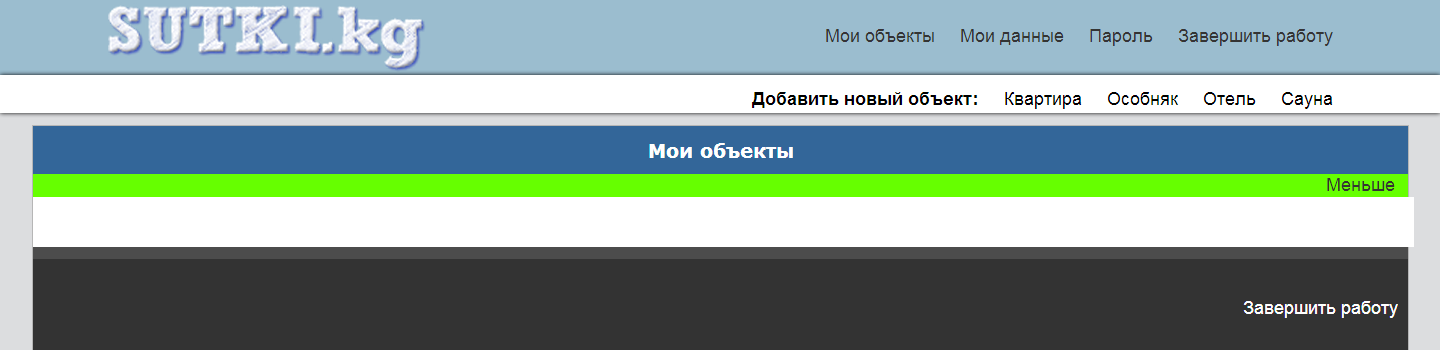 SUTKI.kg
Мои объекты Мои данные Пароль Завершить работу
Добавить новый объект: Квартира Особняк Отель Сауна
Мои объекты
Меньше
Завершить работу